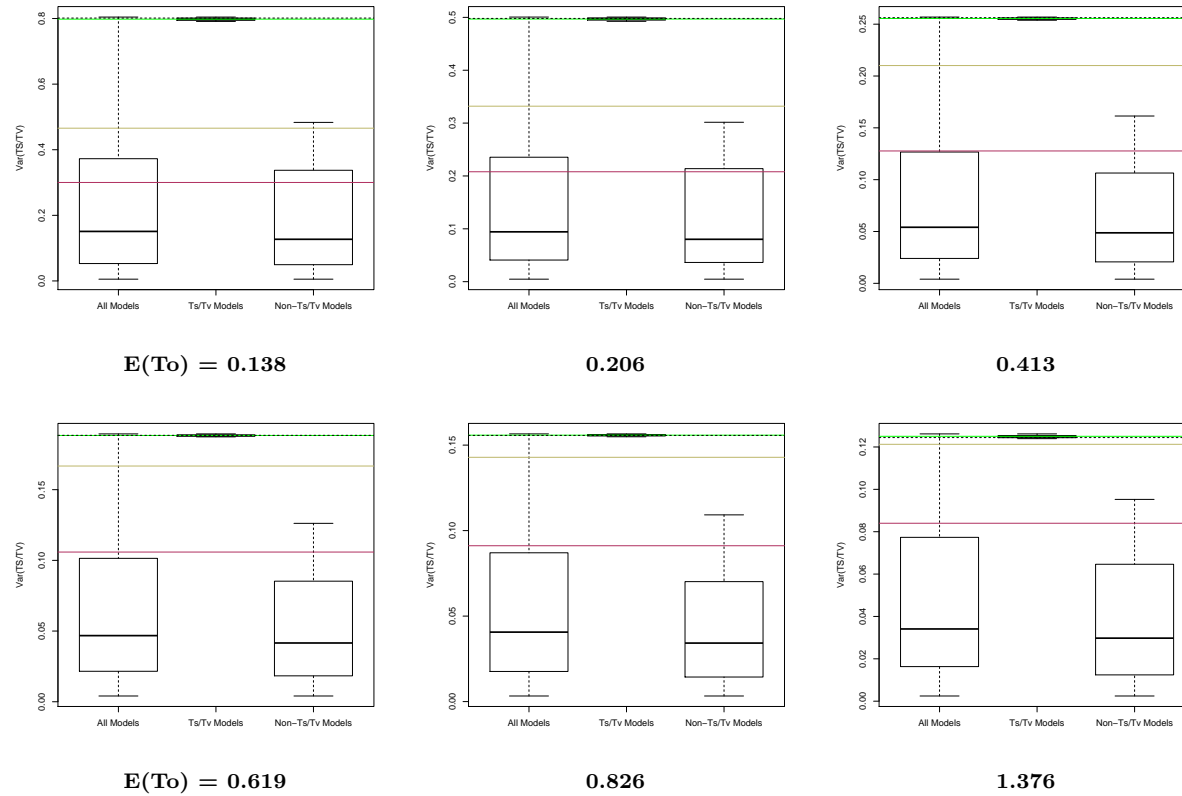 0.8
0.6
0.4
0.2
0.0
Var(TS/TV)
All Models Ts/Tv Models Non−Ts/Tv Models
E(To) = 0.138
0.5
0.4
0.3
0.2
0.1
0.0
Var(TS/TV)
All Models Ts/Tv Models Non−Ts/Tv Models
0.206
0.25
0.20
0.15
0.10
0.05
0.00
Var(TS/TV)
All Models Ts/Tv Models Non−Ts/Tv Models
0.413
0.15
0.10
0.05
0.00
Var(TS/TV)
All Models Ts/Tv Models Non−Ts/Tv Models
E(To) = 0.619
0.15
0.10
0.05
0.00
Var(TS/TV)
All Models Ts/Tv Models Non−Ts/Tv Models
0.826
0.12
0.10
0.08
0.06
0.04
0.02
0.00
Var(TS/TV)
All Models Ts/Tv Models Non−Ts/Tv Models
1.376